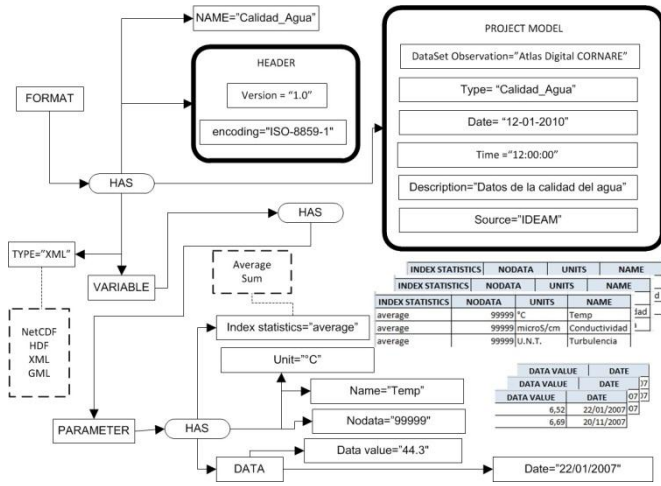 NAME="Calidad_Agua"
PROJECT MODEL
DataSet Observation="Atlas Digital CORNARE"
Type= "Calidad_Agua"
Date= "12-01-2010"
Time ="12:00:00"
Description="Datos de la calidad del agua"
Source="IDEAM"
HEADER
Version = "1.0"
encoding="ISO-8859-1"
FORMAT
HAS
HAS
TYPE="XML"
VARIABLE
Average
Sum
NetCDF
HDF
XML
GML
INDEX STATISTICS NODATA UNITS NAME
INDEX STATISTICS NODATA UNITS NAME
INDEX STATISTICS NODATA UNITS NAME
average 99999 °C Temp
average 99999 microS/cm Conductividad
average 99999 U.N.T. Turbulencia
Index statistics="average"
Unit="°C"
Name="Temp"
Nodata="99999"
PARAMETER
HAS
DATA
Data value="44.3"
Date="22/01/2007"
DATA VALUE DATE
DATA VALUE DATE
DATA VALUE DATE
6,52 22/01/2007
6,69 20/11/2007